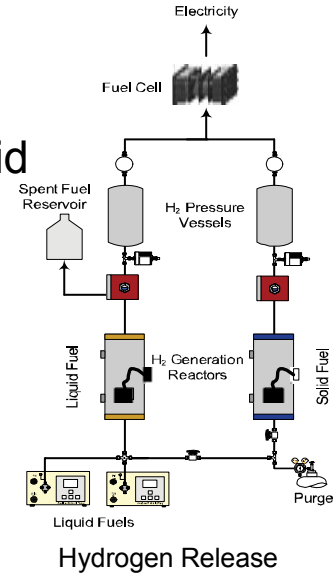 Electricity
Fuel Cell
id
Spent Fuel
Reservoir
H₂ Pressure
Vessels
Liquid Fuel
H₂ Generation
Reactors
Solid Fuel
Purge
Liquid Fuels
Hydrogen Release